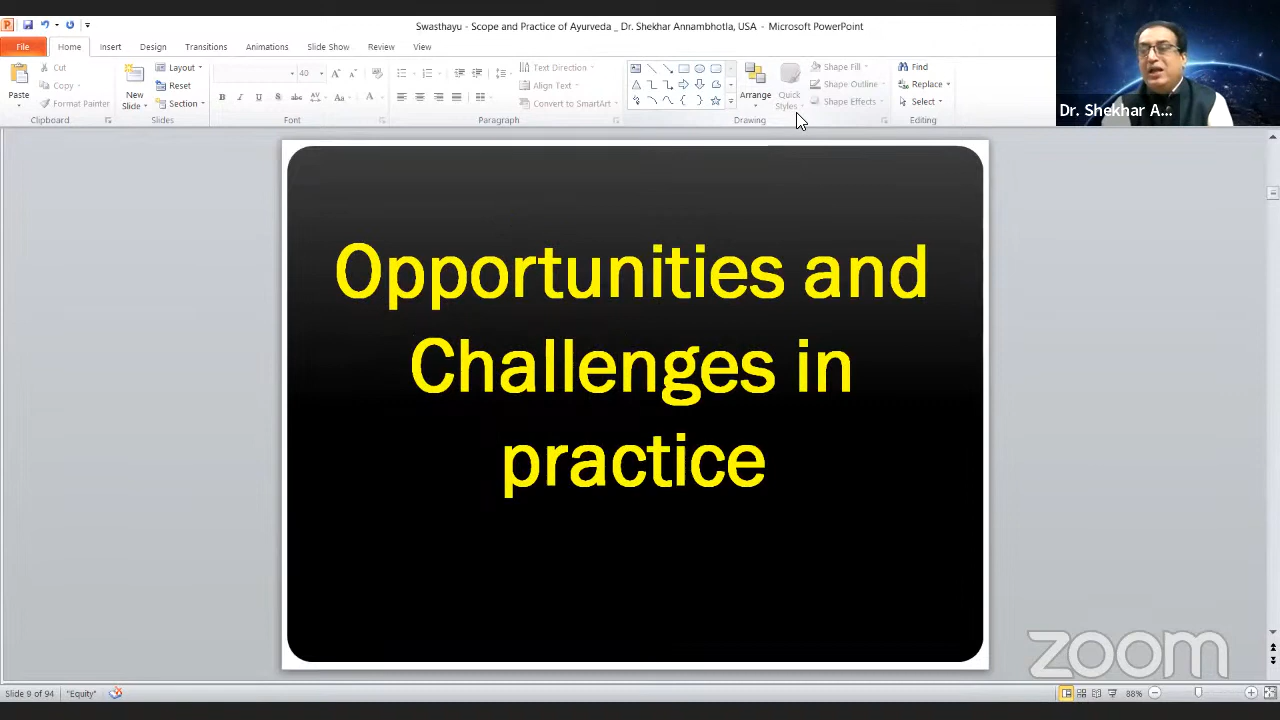 Swasthayu - Scope and Practice of Ayurveda _ Dr. Shekhar Annambhotla, USA - Microsoft PowerPoint
File Home Insert Design Transitions Animations Slide Show Review View
Cut Layout 40 Text Direction Shape Fill Find
Copy Reset Align Text Shape Outline Replace
Paste Format Painter New Slide Section Convert to SmartArt Arrange Quick Styles Shape Effects Select
Clipboard Slides Font Paragraph Drawing Editing
Dr. Shekhar A...
Opportunities and
Challenges in
practice
zoom
Slide 9 of 94 "Equity" 88%